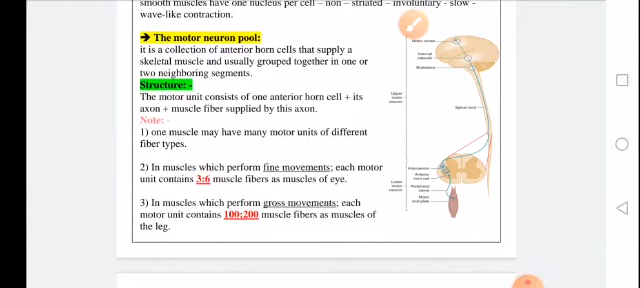 smooth muscles have one nucleus per cell – non – striated – involuntary - slow -
wave-like contraction.
➔ The motor neuron pool:
it is a collection of anterior horn cells that supply a
skeletal muscle and usually grouped together in one or
two neighboring segments.
Structure: -
The motor unit consists of one anterior horn cell + its
axon + muscle fiber supplied by this axon.
Note: -
1) one muscle may have many motor units of different
fiber types.
2) In muscles which perform fine movements; each motor
unit contains 3:6 muscle fibers as muscles of eye.
3) In muscles which perform gross movements; each
motor unit contains 100:200 muscle fibers as muscles of
the leg.
Motor cortex
Internal
capsule
Brainstem
Upper
motor
neuron
Spinal cord
Interneuron
Anterior
horn cell
Lower
motor
neuron
Peripheral
nerve
Motor
end plate